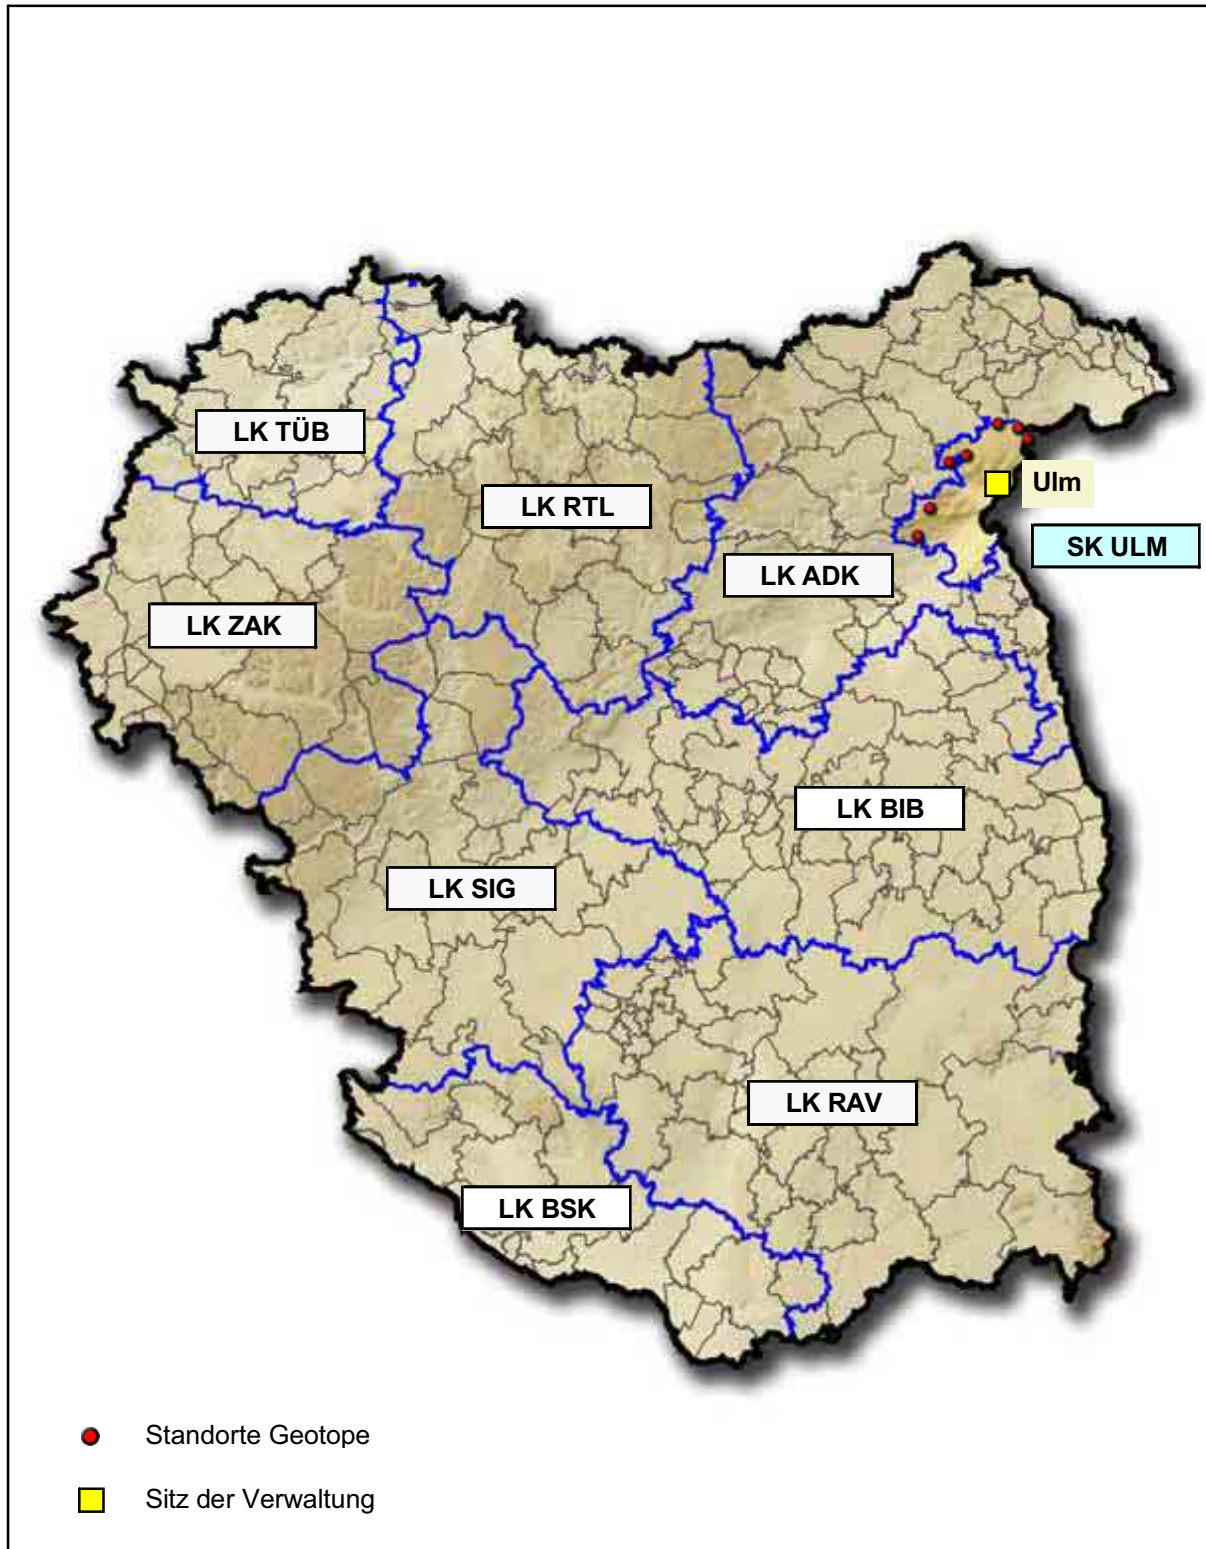 LK TÜB
Ulm
LK RTL
SK ULM
LK ADK
LK ZAK
LK BIB
LK SIG
LK RAV
LK BSK
Standorte Geotope
Sitz der Verwaltung